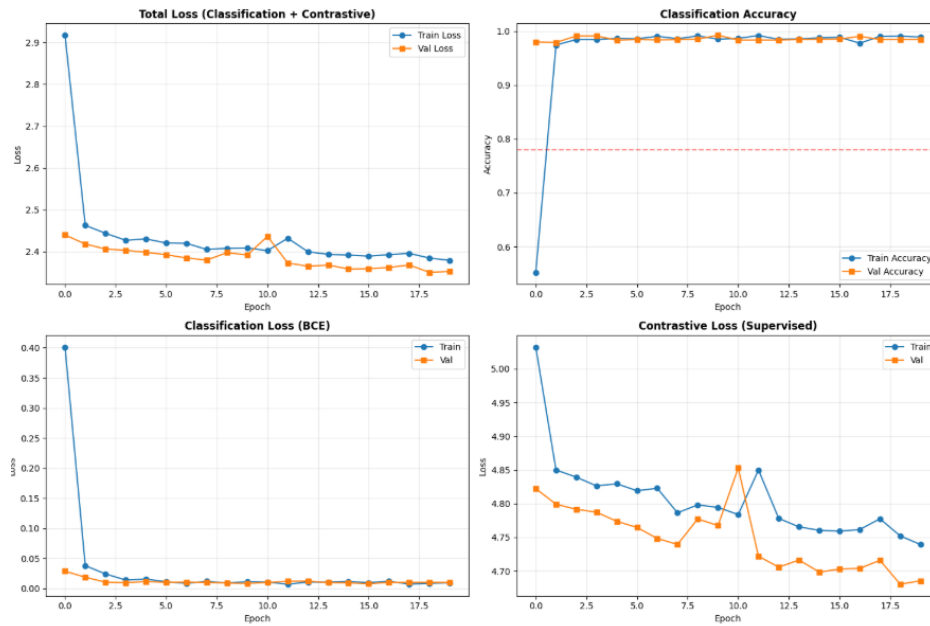 Total Loss (Classification + Contrastive)
Train Loss
Val Loss
2.9
2.8
2.7
2.6
2.5
2.4
Loss
0.0 2.5 5.0 7.5 10.0 12.5 15.0 17.5
Epoch
Classification Accuracy
1.0
0.9
0.8
0.7
0.6
Accuracy
Train Accuracy
Val Accuracy
0.0 2.5 5.0 7.5 10.0 12.5 15.0 17.5
Epoch
Classification Loss (BCE)
Train
Val
0.40
0.35
0.30
0.25
0.20
0.15
0.10
0.05
0.00
Loss
0.0 2.5 5.0 7.5 10.0 12.5 15.0 17.5
Epoch
Contrastive Loss (Supervised)
Train
Val
5.00
4.95
4.90
4.85
4.80
4.75
4.70
Loss
0.0 2.5 5.0 7.5 10.0 12.5 15.0 17.5
Epoch